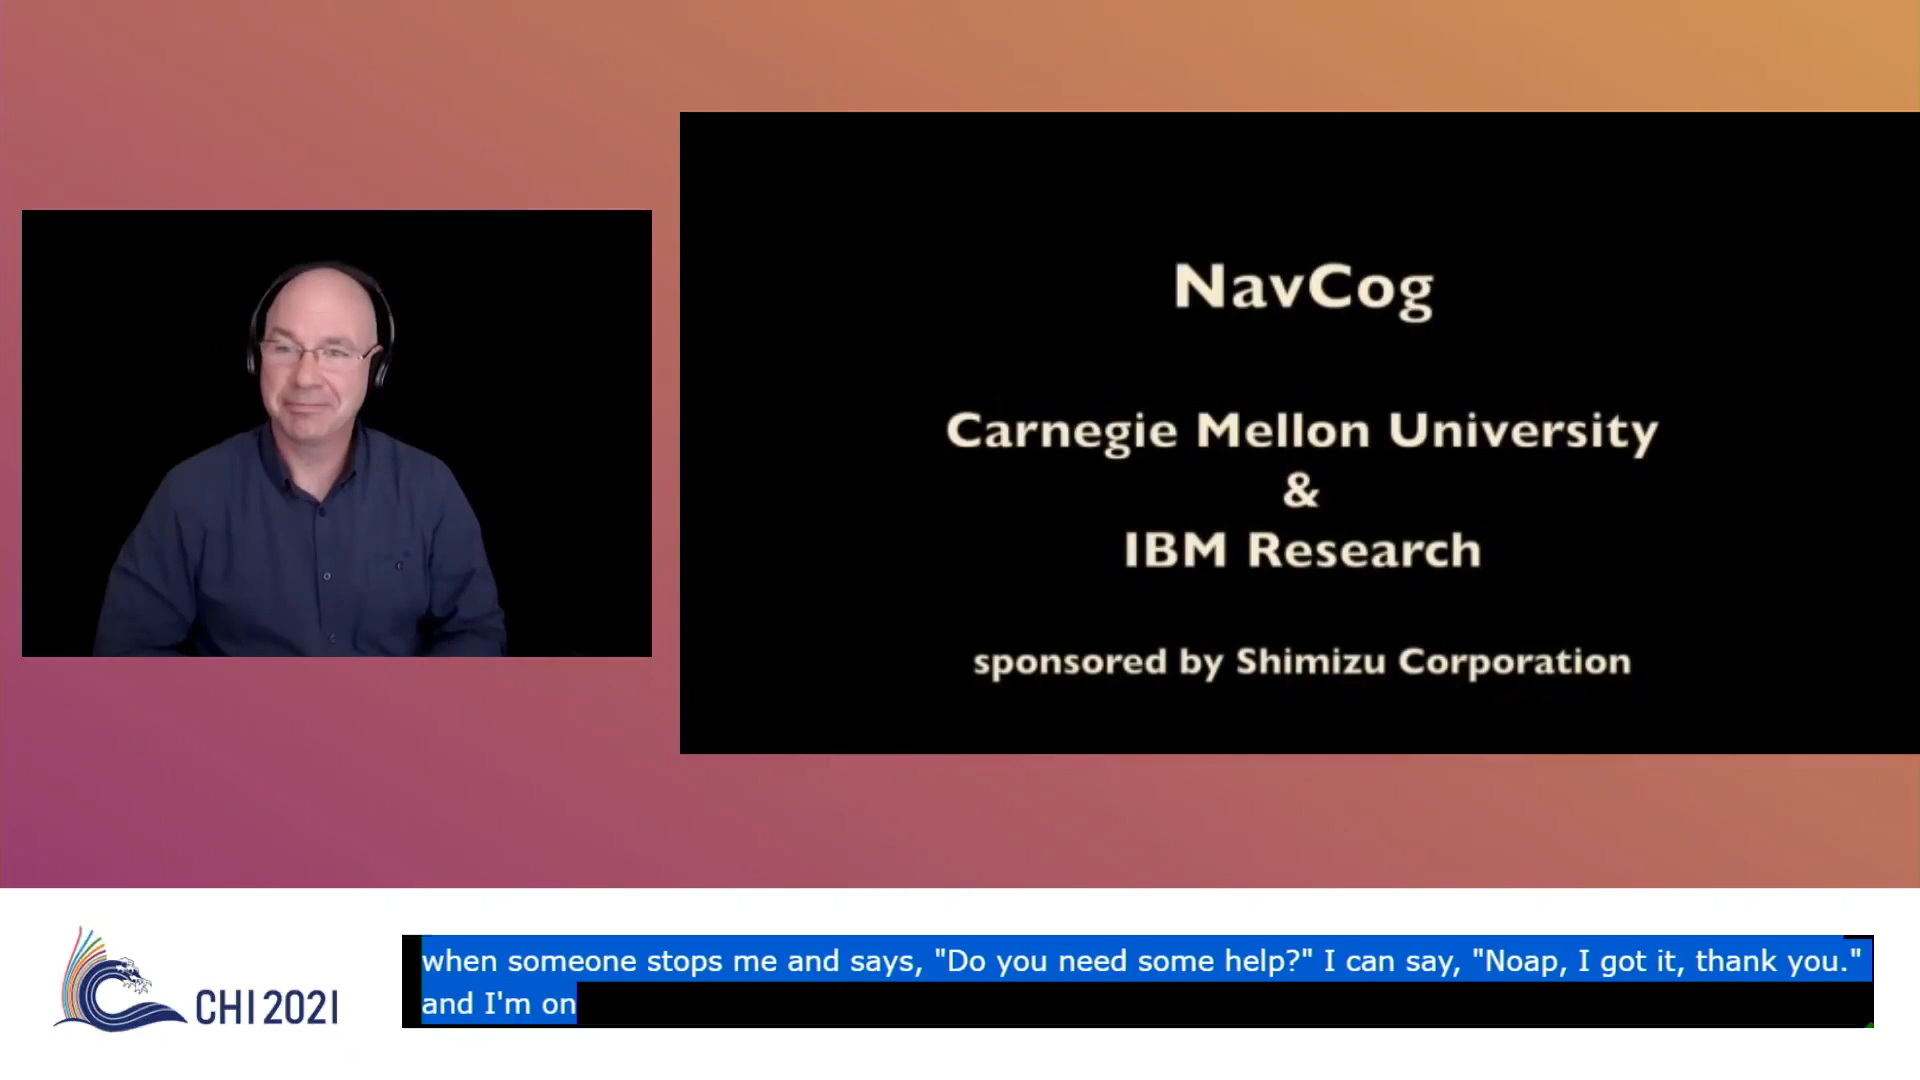 NavCog
Carnegie Mellon University
&
IBM Research
sponsored by Shimizu Corporation
CHI 2021
when someone stops me and says, "Do you need some help?" I can say, "Noap, I got it, thank you."
and I'm on